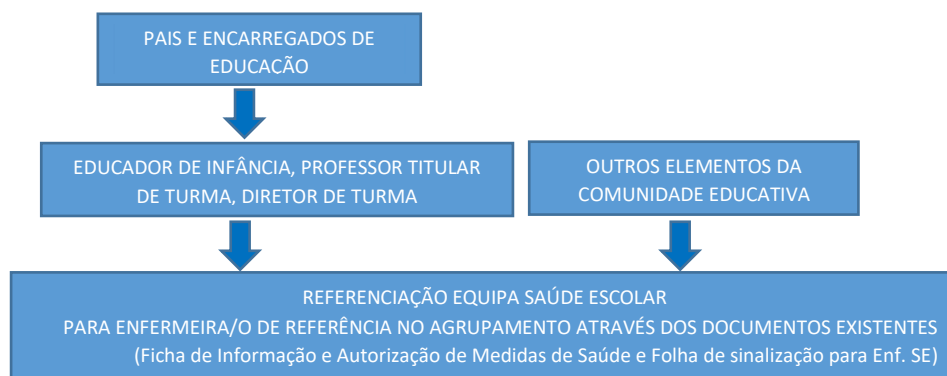 PAIS E ENCARREGADOS DE
EDUCAÇÃO
EDUCADOR DE INFÂNCIA, PROFESSOR TITULAR
DE TURMA, DIRETOR DE TURMA
OUTROS ELEMENTOS DA
COMUNIDADE EDUCATIVA
REFERENCIAÇÃO EQUIPA SAÚDE ESCOLAR
PARA ENFERMEIRA/O DE REFERÊNCIA NO AGRUPAMENTO ATRAVÉS DOS DOCUMENTOS EXISTENTES
(Ficha de Informação e Autorização de Medidas de Saúde e Folha de sinalização para Enf. SE)